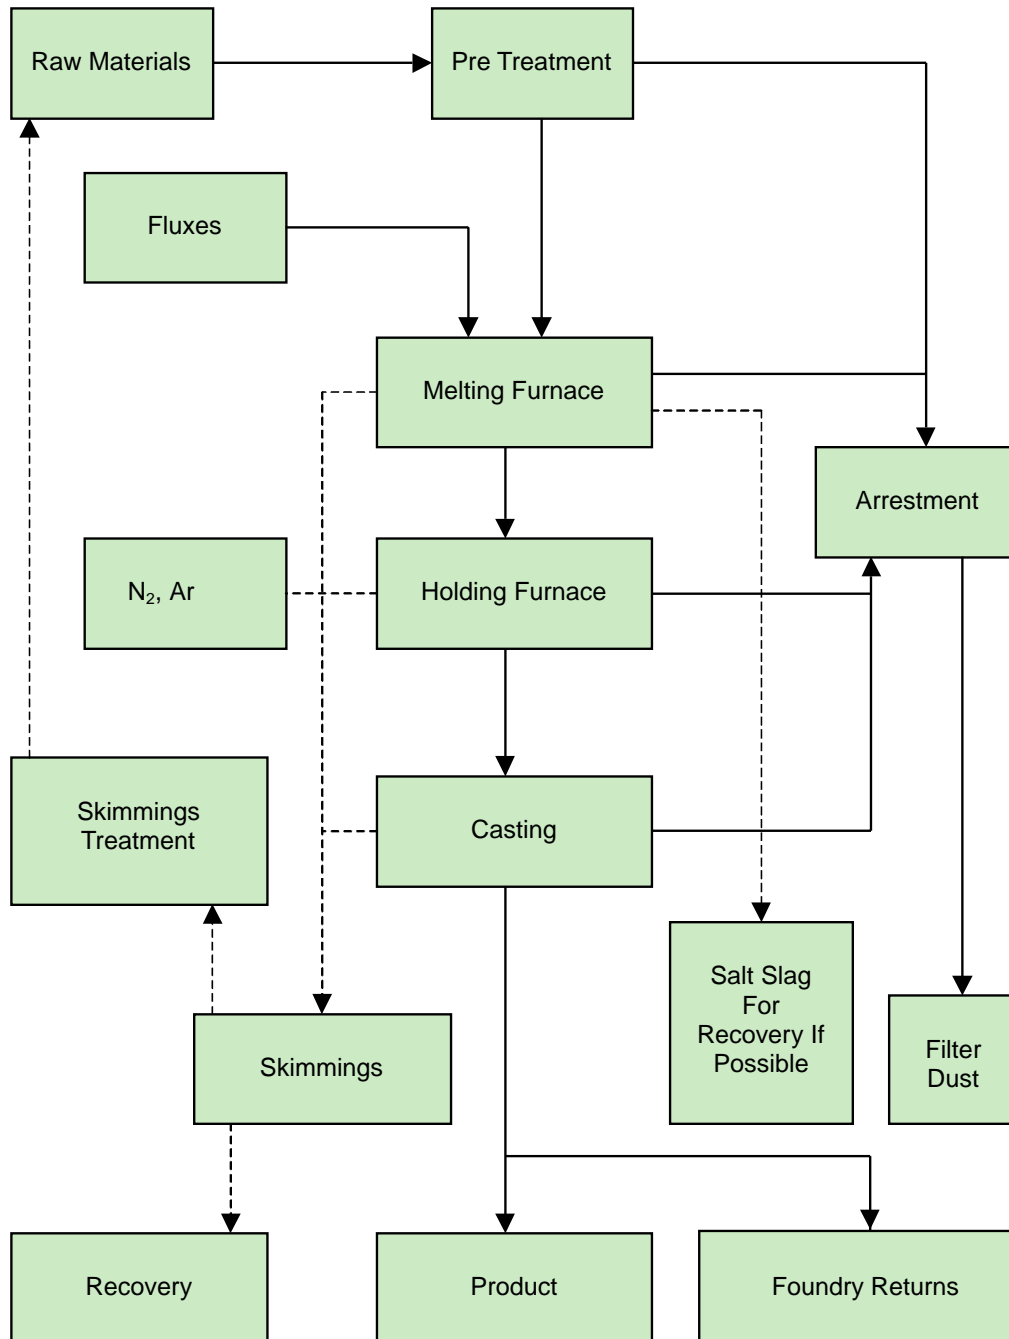 Raw Materials
Pre Treatment
Fluxes
Melting Furnace
Arrestment
N₂, Ar
Holding Furnace
Skimmings
Treatment
Casting
Salt Slag
For
Recovery If
Possible
Filter
Dust
Skimmings
Recovery
Product
Foundry Returns